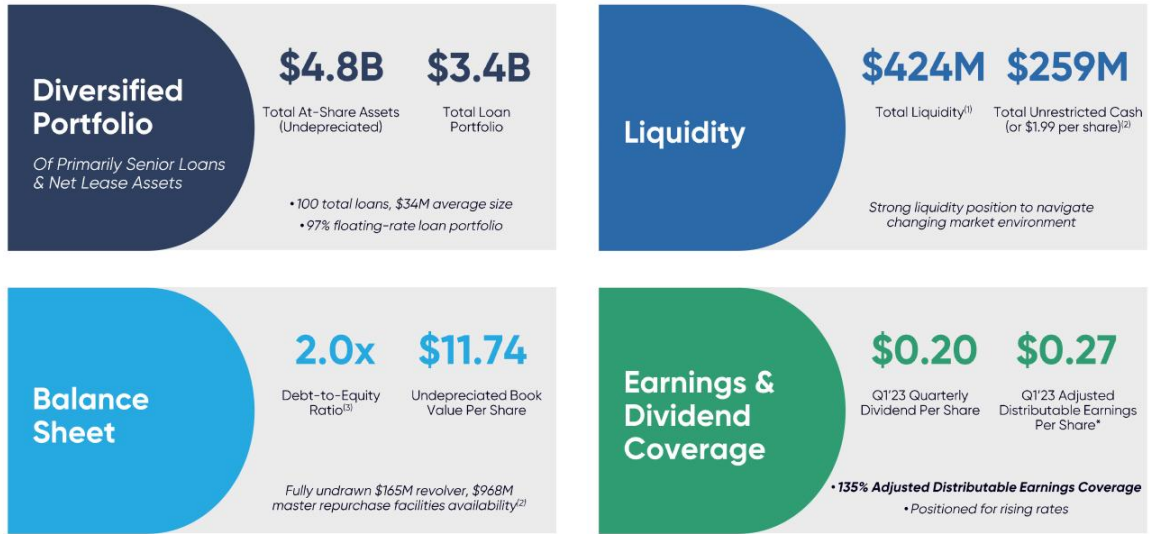 Diversified
Portfolio
Of Primarily Senior Loans
& Net Lease Assets
$4.8B
Total At-Share Assets
(Undepreciated)
$3.4B
Total Loan
Portfolio
•100 total loans, $34M average size
•97% floating-rate loan portfolio
Liquidity
$424M
Total Liquidity(1)
$259M
Total Unrestricted Cash
(or $1.99 per share)(2)
Strong liquidity position to navigate
changing market environment
Balance
Sheet
2.0x
Debt-to-Equity
Ratio(3)
$11.74
Undepreciated Book
Value Per Share
Fully undrawn $165M revolver, $968M
master repurchase facilities availability(2)
Earnings &
Dividend
Coverage
$0.20
Q1'23 Quarterly
Dividend Per Share
$0.27
Q1'23 Adjusted
Distributable Earnings
Per Share*
•135% Adjusted Distributable Earnings Coverage
•Positioned for rising rates